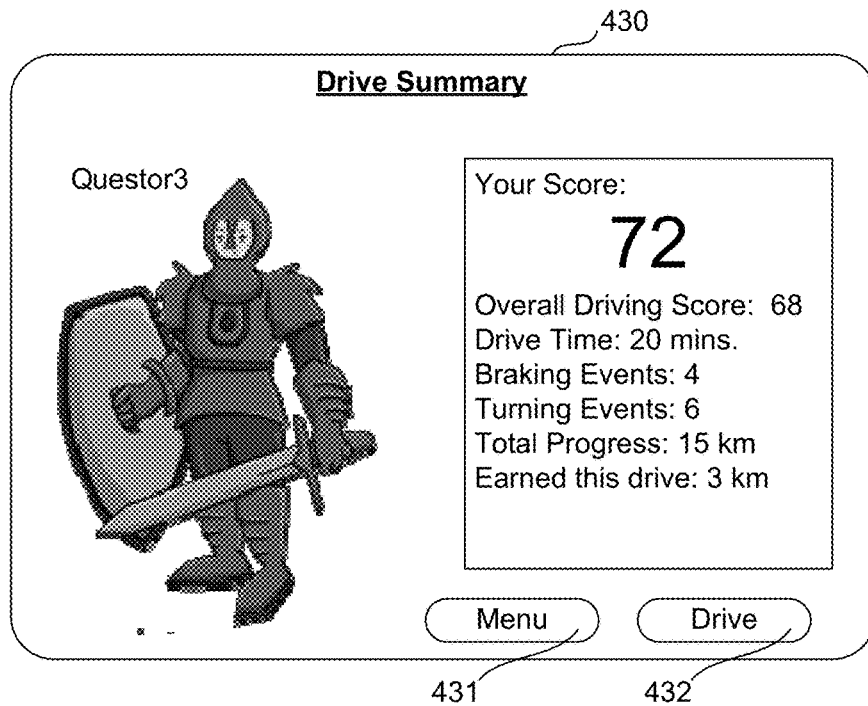 430
Drive Summary
Questor3
Your Score:
72
Overall Driving Score: 68
Drive Time: 20 mins.
Braking Events: 4
Turning Events: 6
Total Progress: 15 km
Earned this drive: 3 km
Menu
Drive
431
432